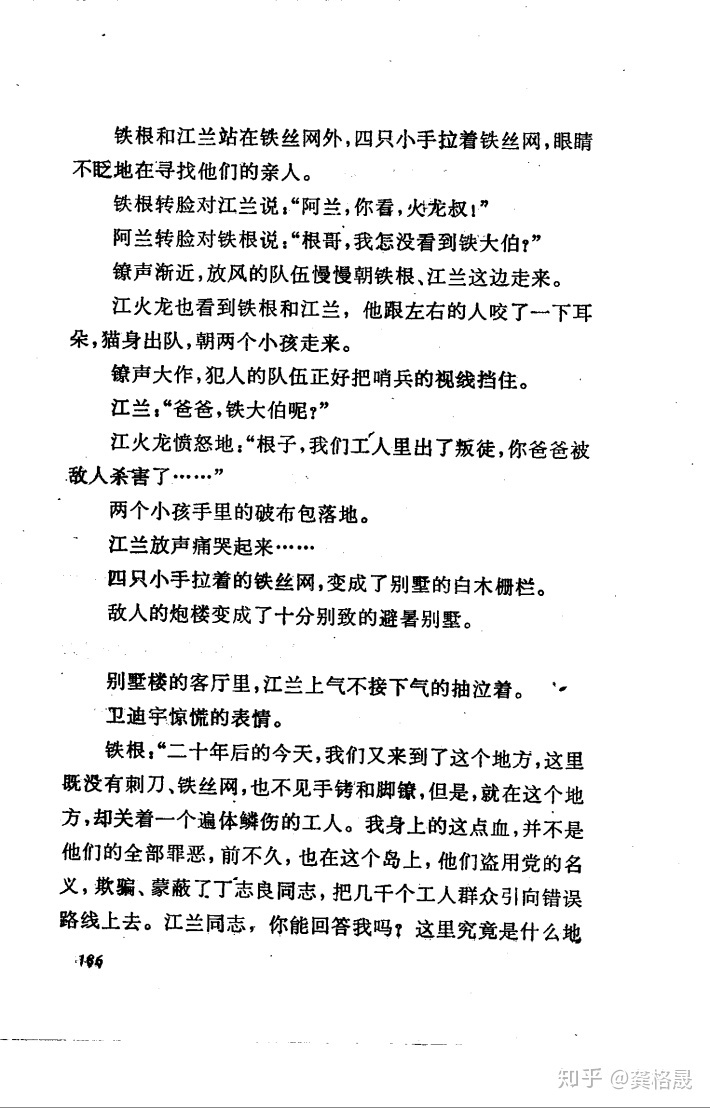 铁根和江兰站在铁丝网外，四只小手拉着铁丝网，眼睛
不眨地在寻找他们的亲人。
铁根转脸对江兰说：“阿兰，你看，火龙叔！”
阿兰转脸对铁根说：“根哥，我怎没看到铁大伯？”
镣声渐近，放风的队伍慢慢朝铁根、江兰这边走来。
江火龙也看到铁根和江兰，他跟左右的人咬了一下耳
朵，猫身出队，朝两个小孩走来。
镣声大作，犯人的队伍正好把哨兵的视线挡住。
江兰：“爸爸，铁大伯呢？”
江火龙愤怒地：“根子，我们工人里出了叛徒，你爸爸被
敌人杀害了……”
两个小孩手里的破布包落地。
江兰放声痛哭起来……
四只小手拉着的铁丝网，变成了别墅的白木栅栏。
敌人的炮楼变成了十分别致的避暑别墅。
别墅楼的客厅里，江兰上气不接下气的抽泣着。
卫迪宇惊慌的表情。
铁根：“二十年后的今天，我们又来到了这个地方，这里
既没有刺刀、铁丝网，也不见手铐和脚镣，但是，就在这个地
方，却关着一个遍体鳞伤的工人。我身上的这点血，并不是
他们的全部罪恶，前不久，也在这个岛上，他们盗用党的名
义，欺骗、蒙蔽了丁志良同志，把几千个工人群众引向错误
路线上去。江兰同志，你能回答我吗？这里究竟是什么地
186
知乎 @龚格晟